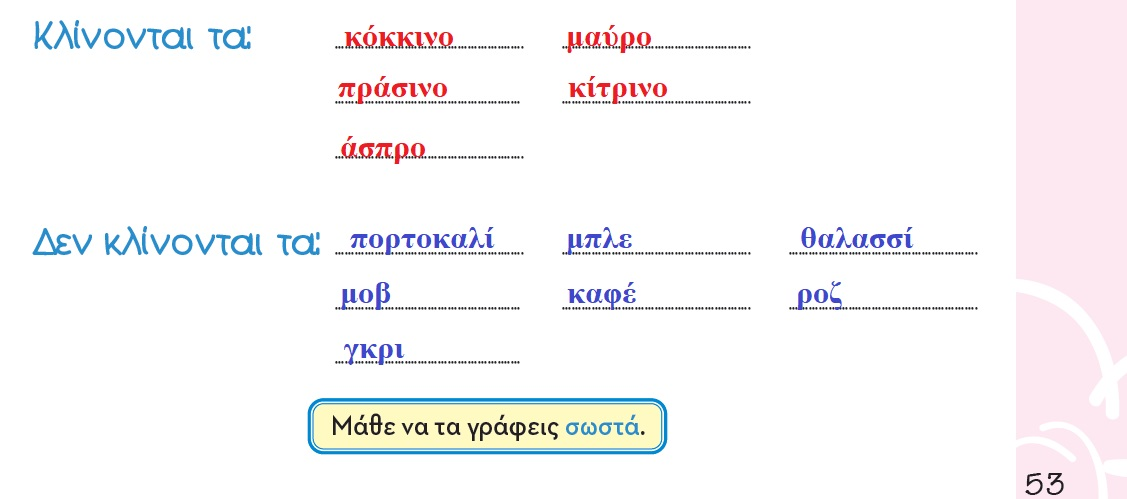 Κλίνονται τα: κόκκινο μαύρο
πράσινο κίτρινο
άσπρο
Δεν κλίνονται τα: πορτοκαλί μπλε θαλασσί
μοβ καφέ ροζ
γκρι
Μάθε να τα γράφεις σωστά.
53